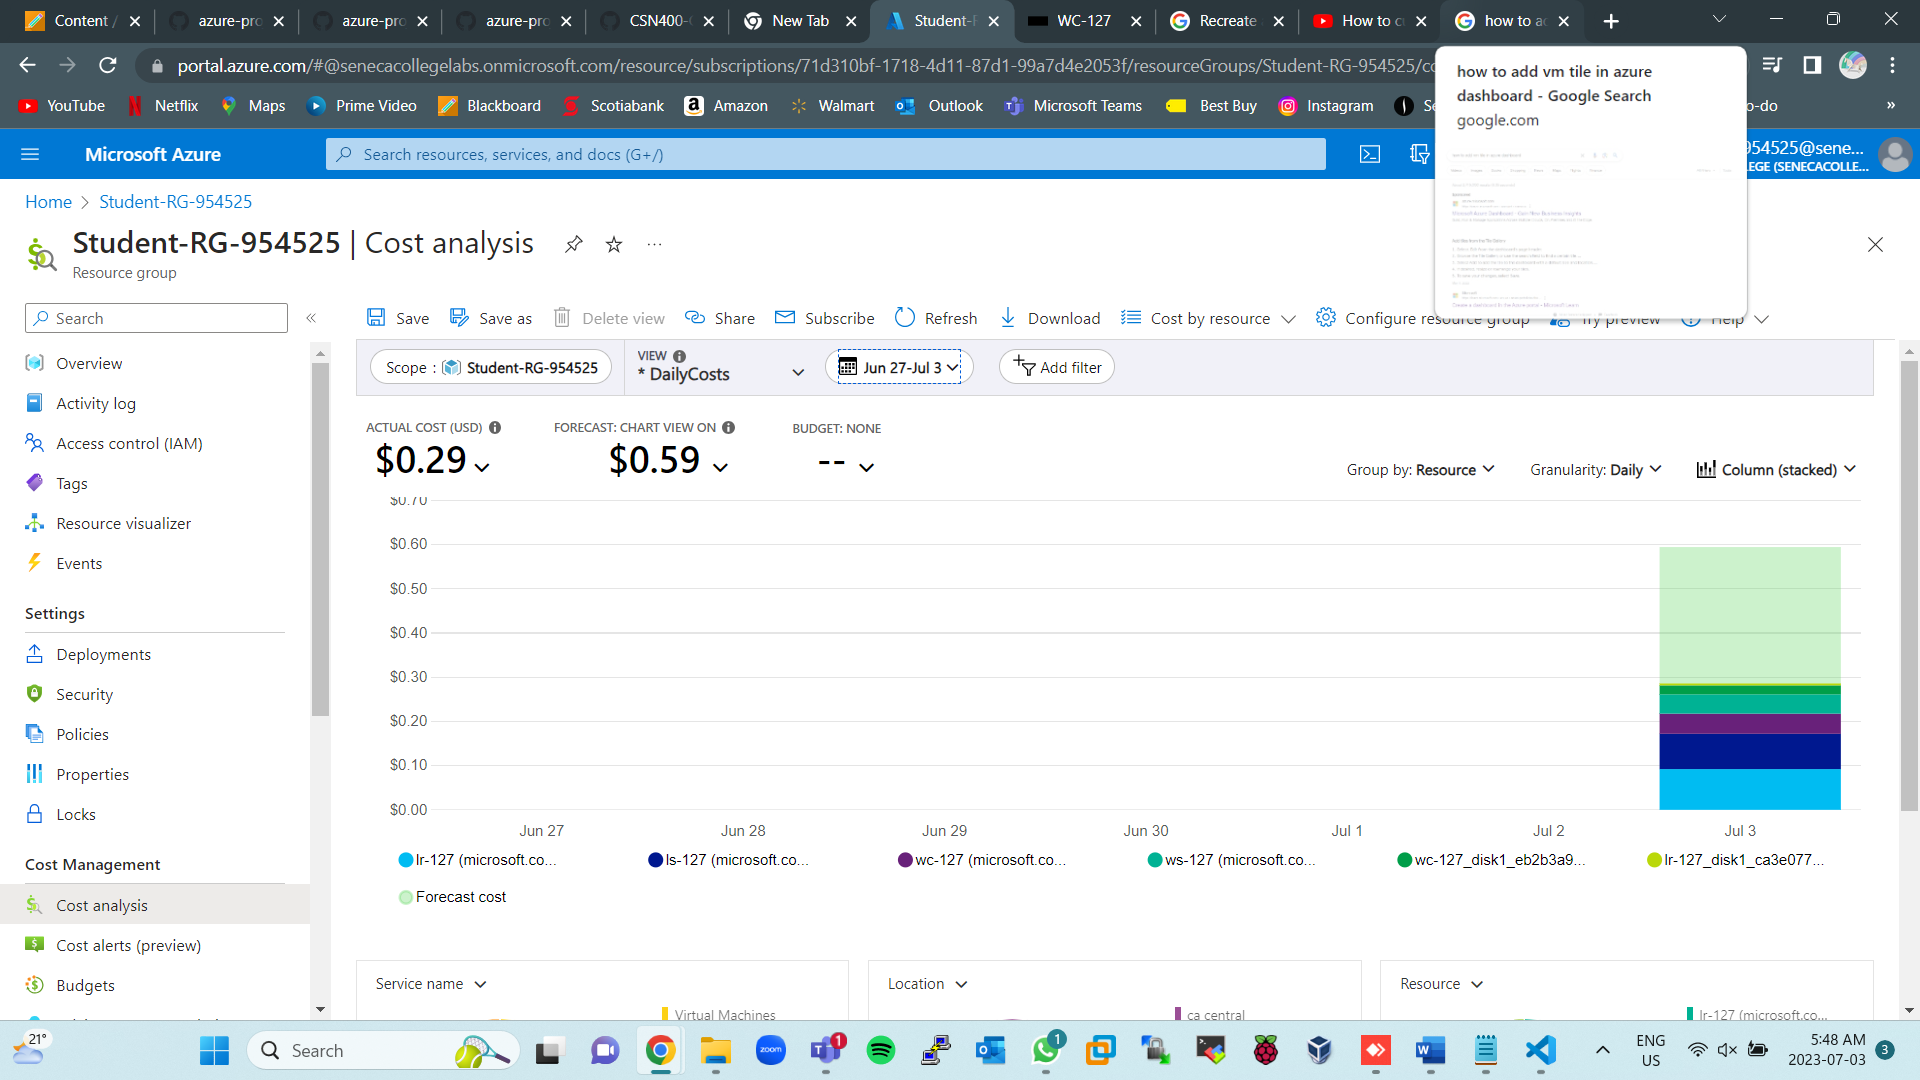 Content /
azure-pro
azure-pro
azure-pro
CSN400-
New Tab
Student-
WC-127
Recreate
How to c
how to a
portal.azure.com/#@senecacollegelabs.onmicrosoft.com/resource/subscriptions/71d310bf-1718-4d11-87d1-99a7d4e2053f/resourceGroups/Student-RG-954525/co
how to add vm tile in azure
dashboard - Google Search
google.com
YouTube
Netflix
Maps
Prime Video
Blackboard
Scotiabank
Amazon
Walmart
Outlook
Microsoft Teams
Best Buy
Instagram
o-do
»
Microsoft Azure
Search resources, services, and docs (G+/)
954525@sene...
EGE (SENECACOLLE...
Home > Student-RG-954525
Student-RG-954525 | Cost analysis
...
Resource group
Search
«
Save
Save as
Delete view
Share
Subscribe
Refresh
Download
Cost by resource
Configure resource group
Try preview
Help
Overview
Activity log
Access control (IAM)
Tags
Resource visualizer
Events
Settings
Deployments
Security
Policies
Properties
Locks
Cost Management
Cost analysis
Cost alerts (preview)
Budgets
Scope : Student-RG-954525
VIEW
* DailyCosts
Jun 27-Jul 3
Add filter
ACTUAL COST (USD)
$0.29
FORECAST: CHART VIEW ON
$0.59
BUDGET: NONE
--
Group by: Resource
Granularity: Daily
Column (stacked)
$0.70
$0.60
$0.50
$0.40
$0.30
$0.20
$0.10
$0.00
Jun 27
Jun 28
Jun 29
Jun 30
Jul 1
Jul 2
Jul 3
lr-127 (microsoft.co...
ls-127 (microsoft.co...
wc-127 (microsoft.co...
ws-127 (microsoft.co...
wc-127_disk1_eb2b3a9...
lr-127_disk1_ca3e077...
Forecast cost
Service name
Virtual Machines
Location
ca central
Resource
lr-127 (microsoft.co...
21°
Search
zoom
1
1
ENG
US
5:48 AM
2023-07-03
3